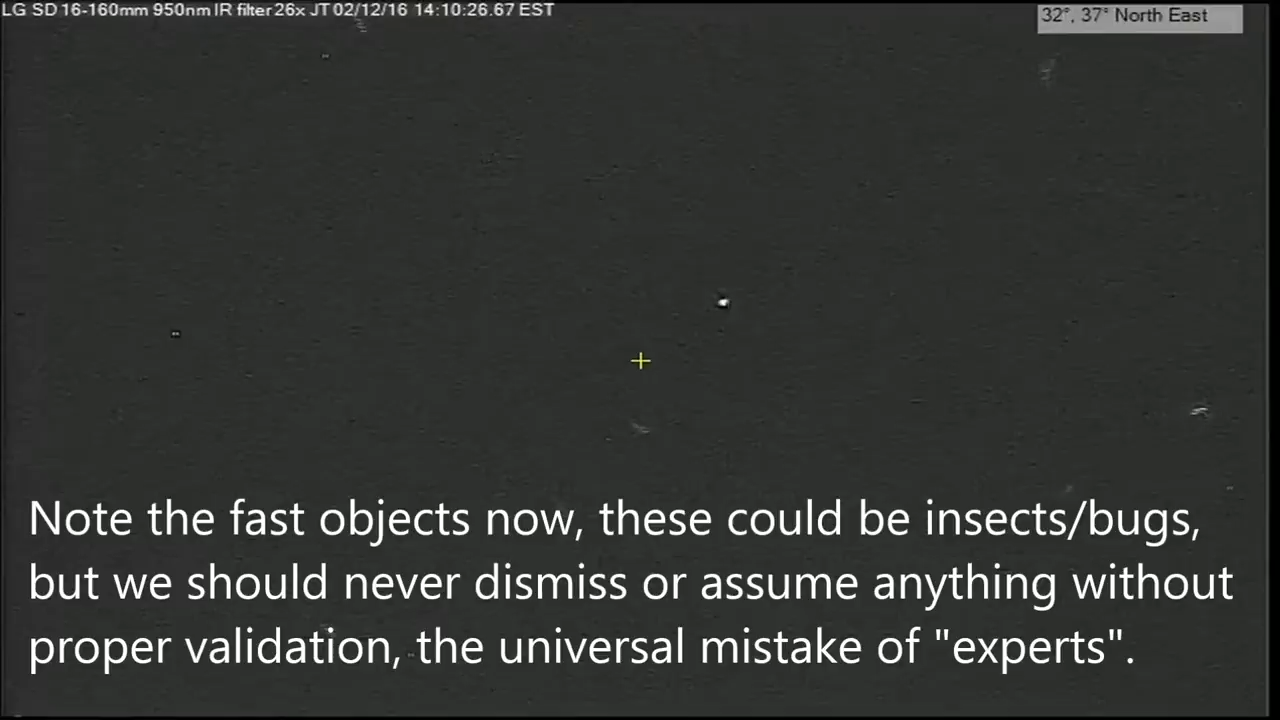 LG SD 16-160mm 950nm IR filter 26x JT 02/12/16 14:10:26.67 EST
32°, 37° North East
Note the fast objects now, these could be insects/bugs,
but we should never dismiss or assume anything without
proper validation, the universal mistake of "experts".